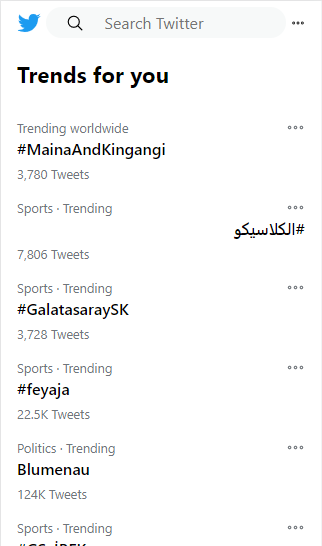 Search Twitter
Trends for you
Trending worldwide
#MainaAndKingangi
3,780 Tweets
Sports · Trending
#الكلاسيكو
7,806 Tweets
Sports · Trending
#GalatasaraySK
3,728 Tweets
Sports · Trending
#feyaja
22.5K Tweets
Politics · Trending
Blumenau
124K Tweets
Sports · Trending